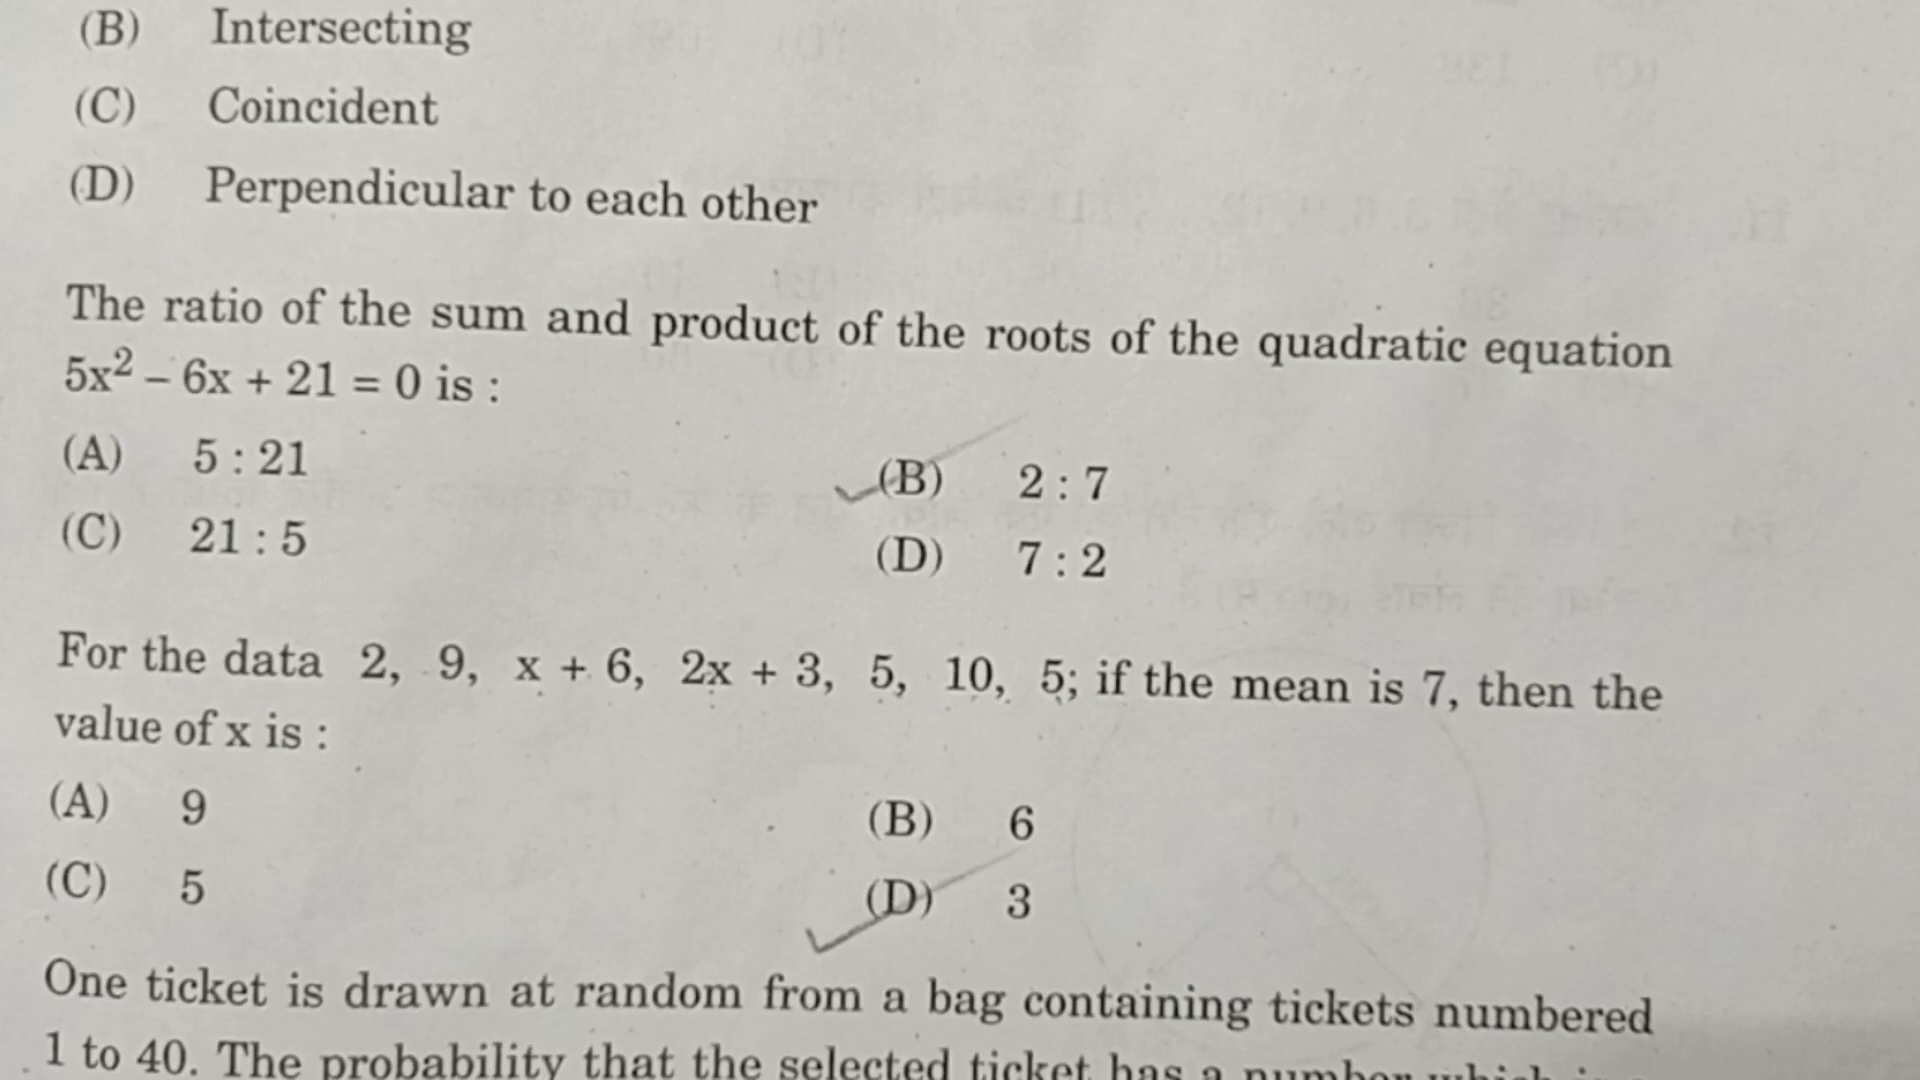 (B) Intersecting
(C) Coincident
(D) Perpendicular to each other
The ratio of the sum and product of the roots of the quadratic equation
5x² – 6x + 21 = 0 is :
(A) 5 : 21 (B) 2 : 7
(C) 21 : 5 (D) 7 : 2
For the data 2, 9, x + 6, 2x + 3, 5, 10, 5; if the mean is 7, then the
value of x is :
(A) 9 (B) 6
(C) 5 (D) 3
One ticket is drawn at random from a bag containing tickets numbered
1 to 40. The probability that the selected ticket has a number which is